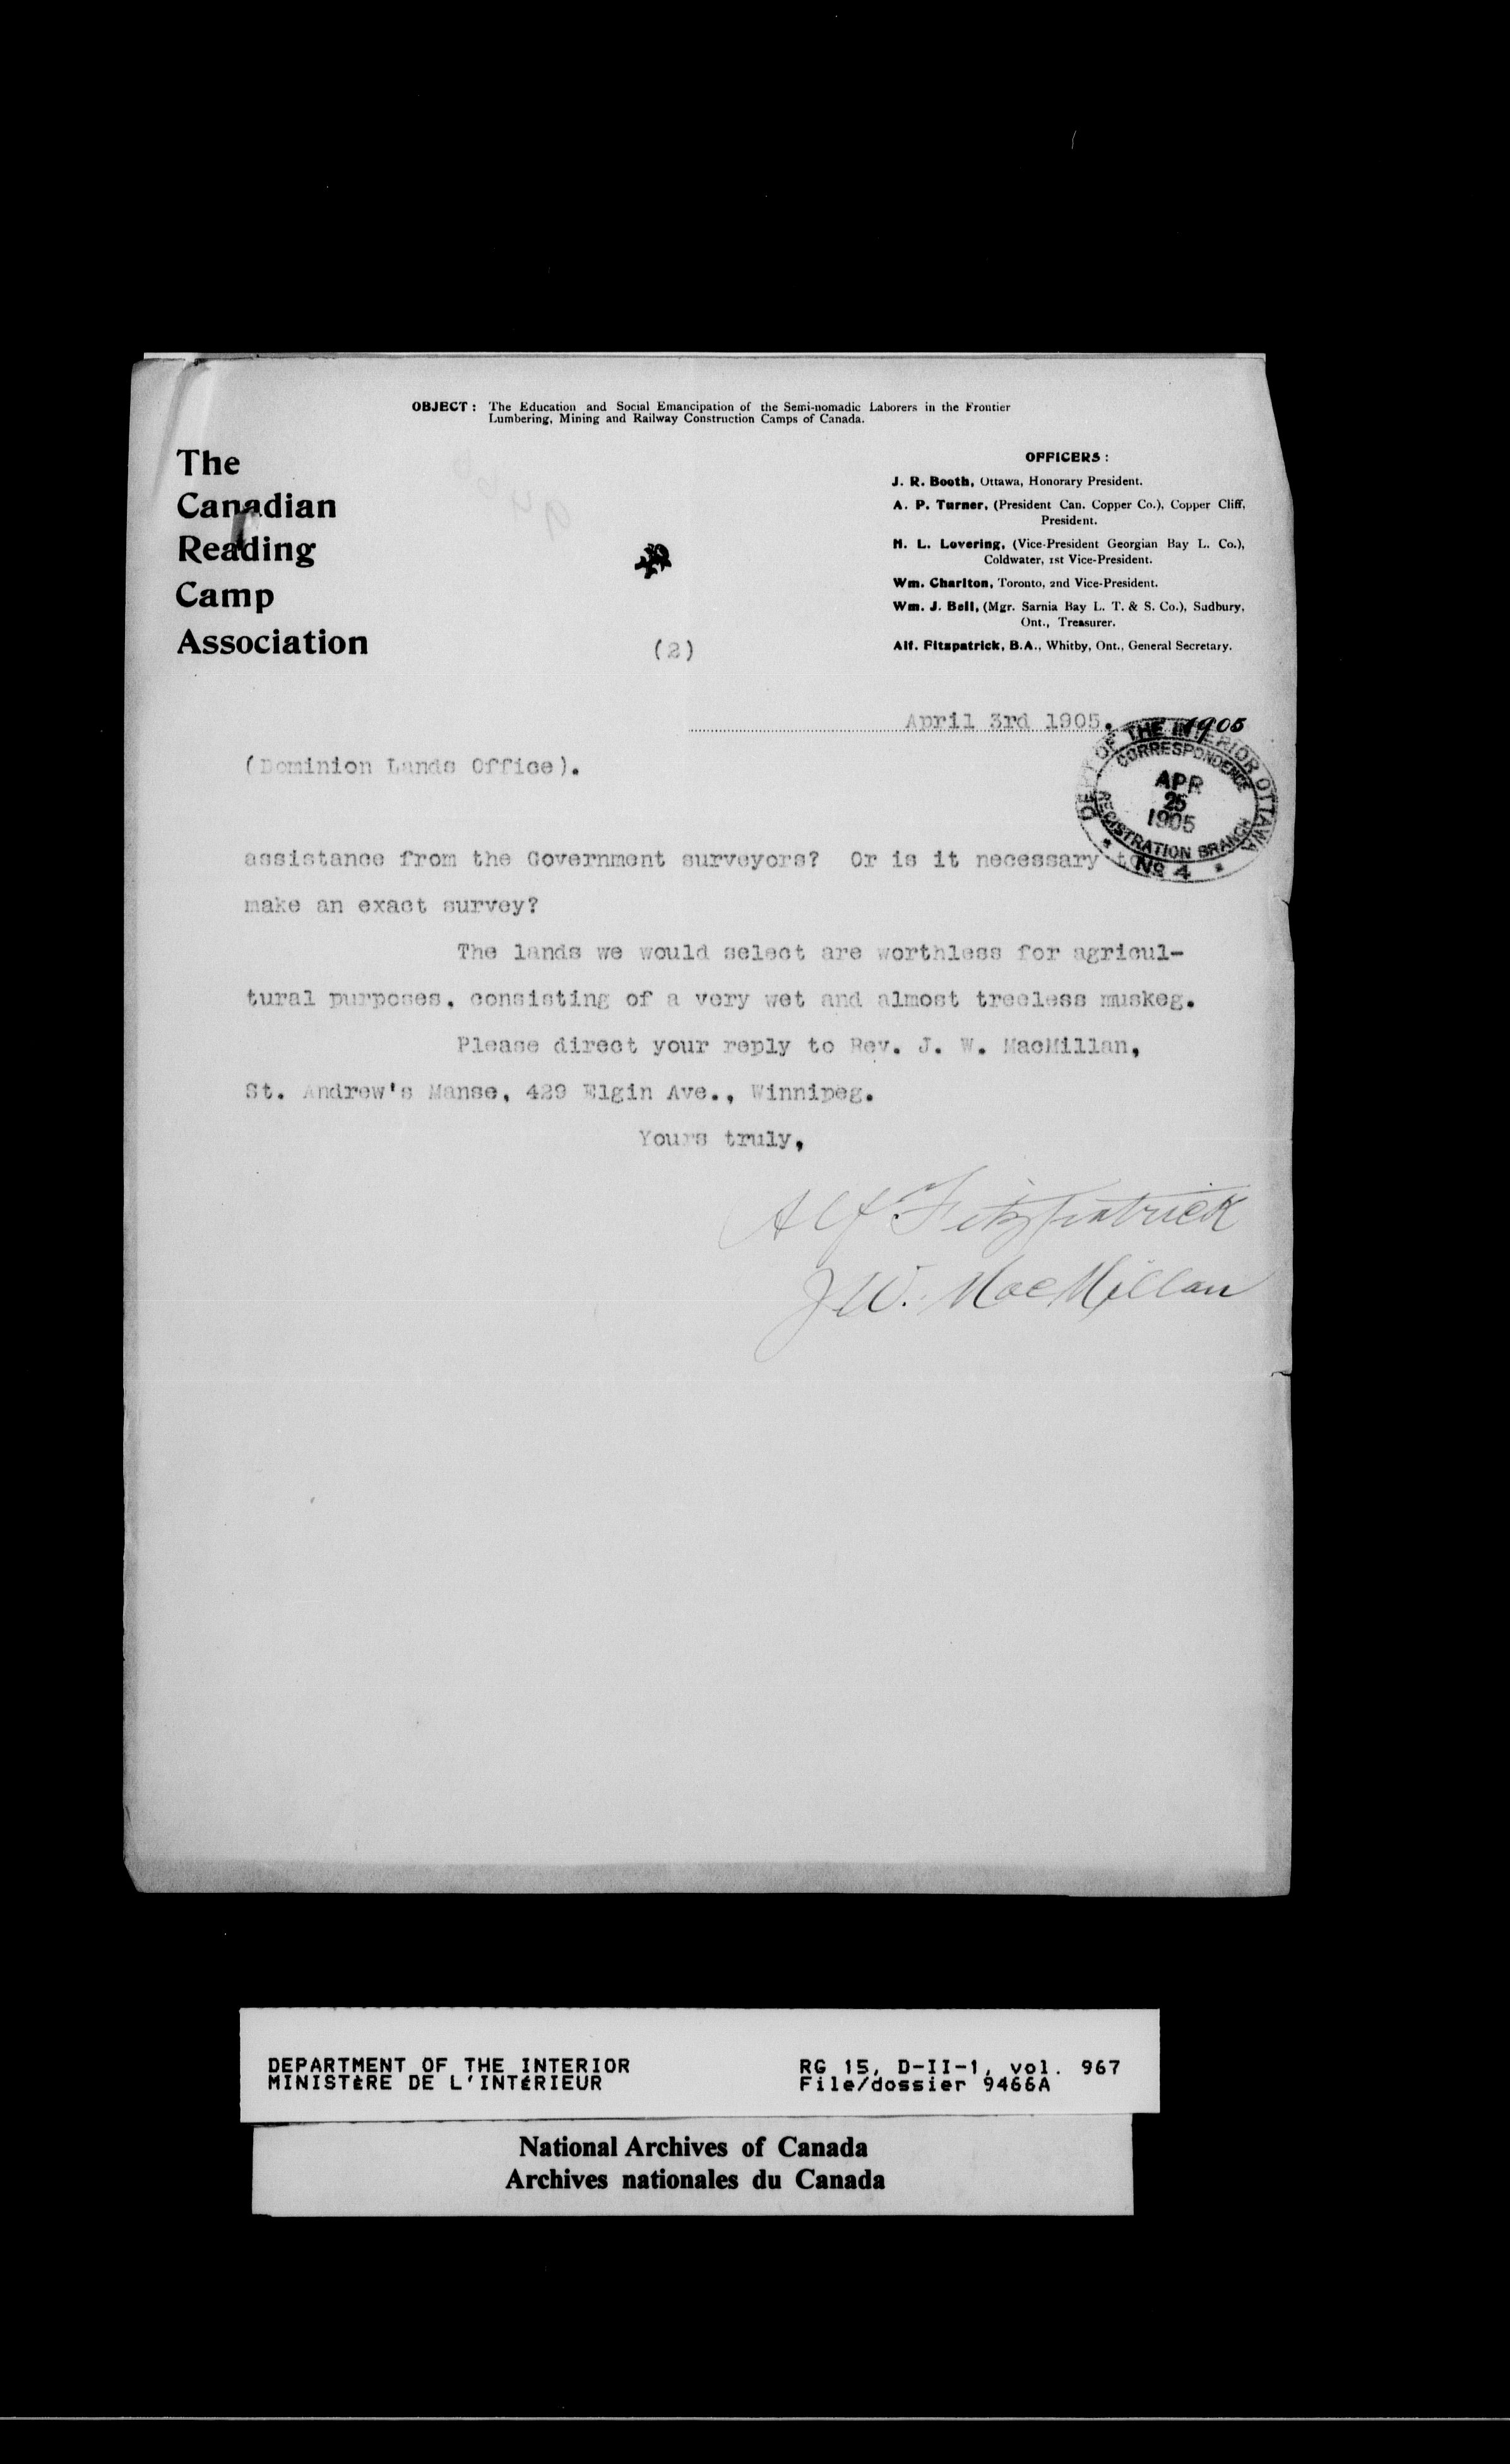 OBJECT: The Education and Social Emancipation of the Semi-nomadic Laborers in the Frontier
Lumbering, Mining and Railway Construction Camps of Canada.
The
Canadian
Reading
Camp
Association
OFFICERS:
J. R. Booth, Ottawa, Honorary President.
A. P. Turner, (President Can. Copper Co.), Copper Cliff,
President.
H. L. Lovering, (Vice-President Georgian Bay L. Co.),
Coldwater, 1st Vice-President.
Wm. Charlton, Toronto, 2nd Vice-President.
Wm. J. Bell, (Mgr. Sarnia Bay L. T. & S. Co.), Sudbury,
Ont., Treasurer.
Alf. Fitzpatrick, B.A., Whitby, Ont., General Secretary.
(2)
April 3rd 1905. 1905
DEPT OF THE INTERIOR OTTAWA
CORRESPONDENCE
APR
25
1905
REGISTRATION BRANCH
No 4
(Dominion Lands Office).
assistance from the Government surveyors? Or is it necessary to
make an exact survey?
The lands we would select are worthless for agricul-
tural purposes, consisting of a very wet and almost treeless muskeg.
Please direct your reply to Rev. J. W. MacMillan,
St. Andrew's Manse, 429 Elgin Ave., Winnipeg.
Yours truly,
Alf Fitzpatrick
J W. MacMillan
DEPARTMENT OF THE INTERIOR
MINISTÈRE DE L'INTÉRIEUR
RG 15, D-II-1, vol. 967
File/dossier 9466A
National Archives of Canada
Archives nationales du Canada